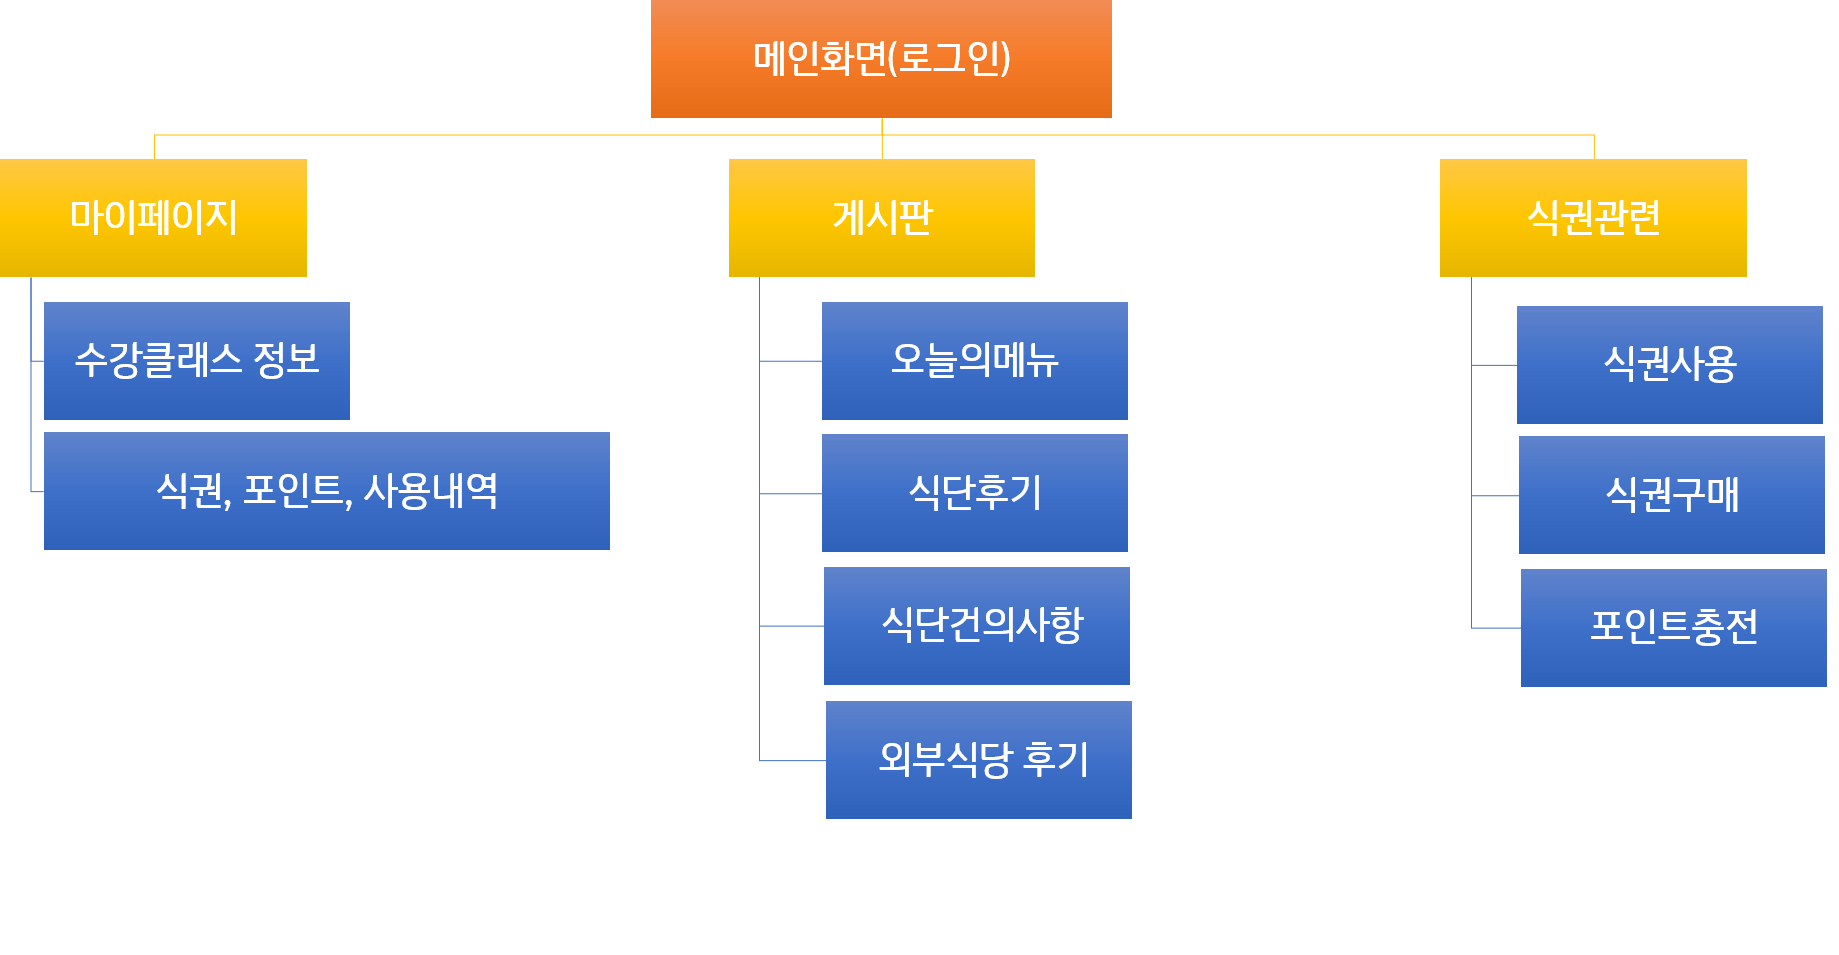 메인화면(로그인)
마이페이지
수강클래스 정보
식권, 포인트, 사용내역
게시판
오늘의메뉴
식단후기
식단건의사항
외부식당 후기
식권관련
식권사용
식권구매
포인트충전